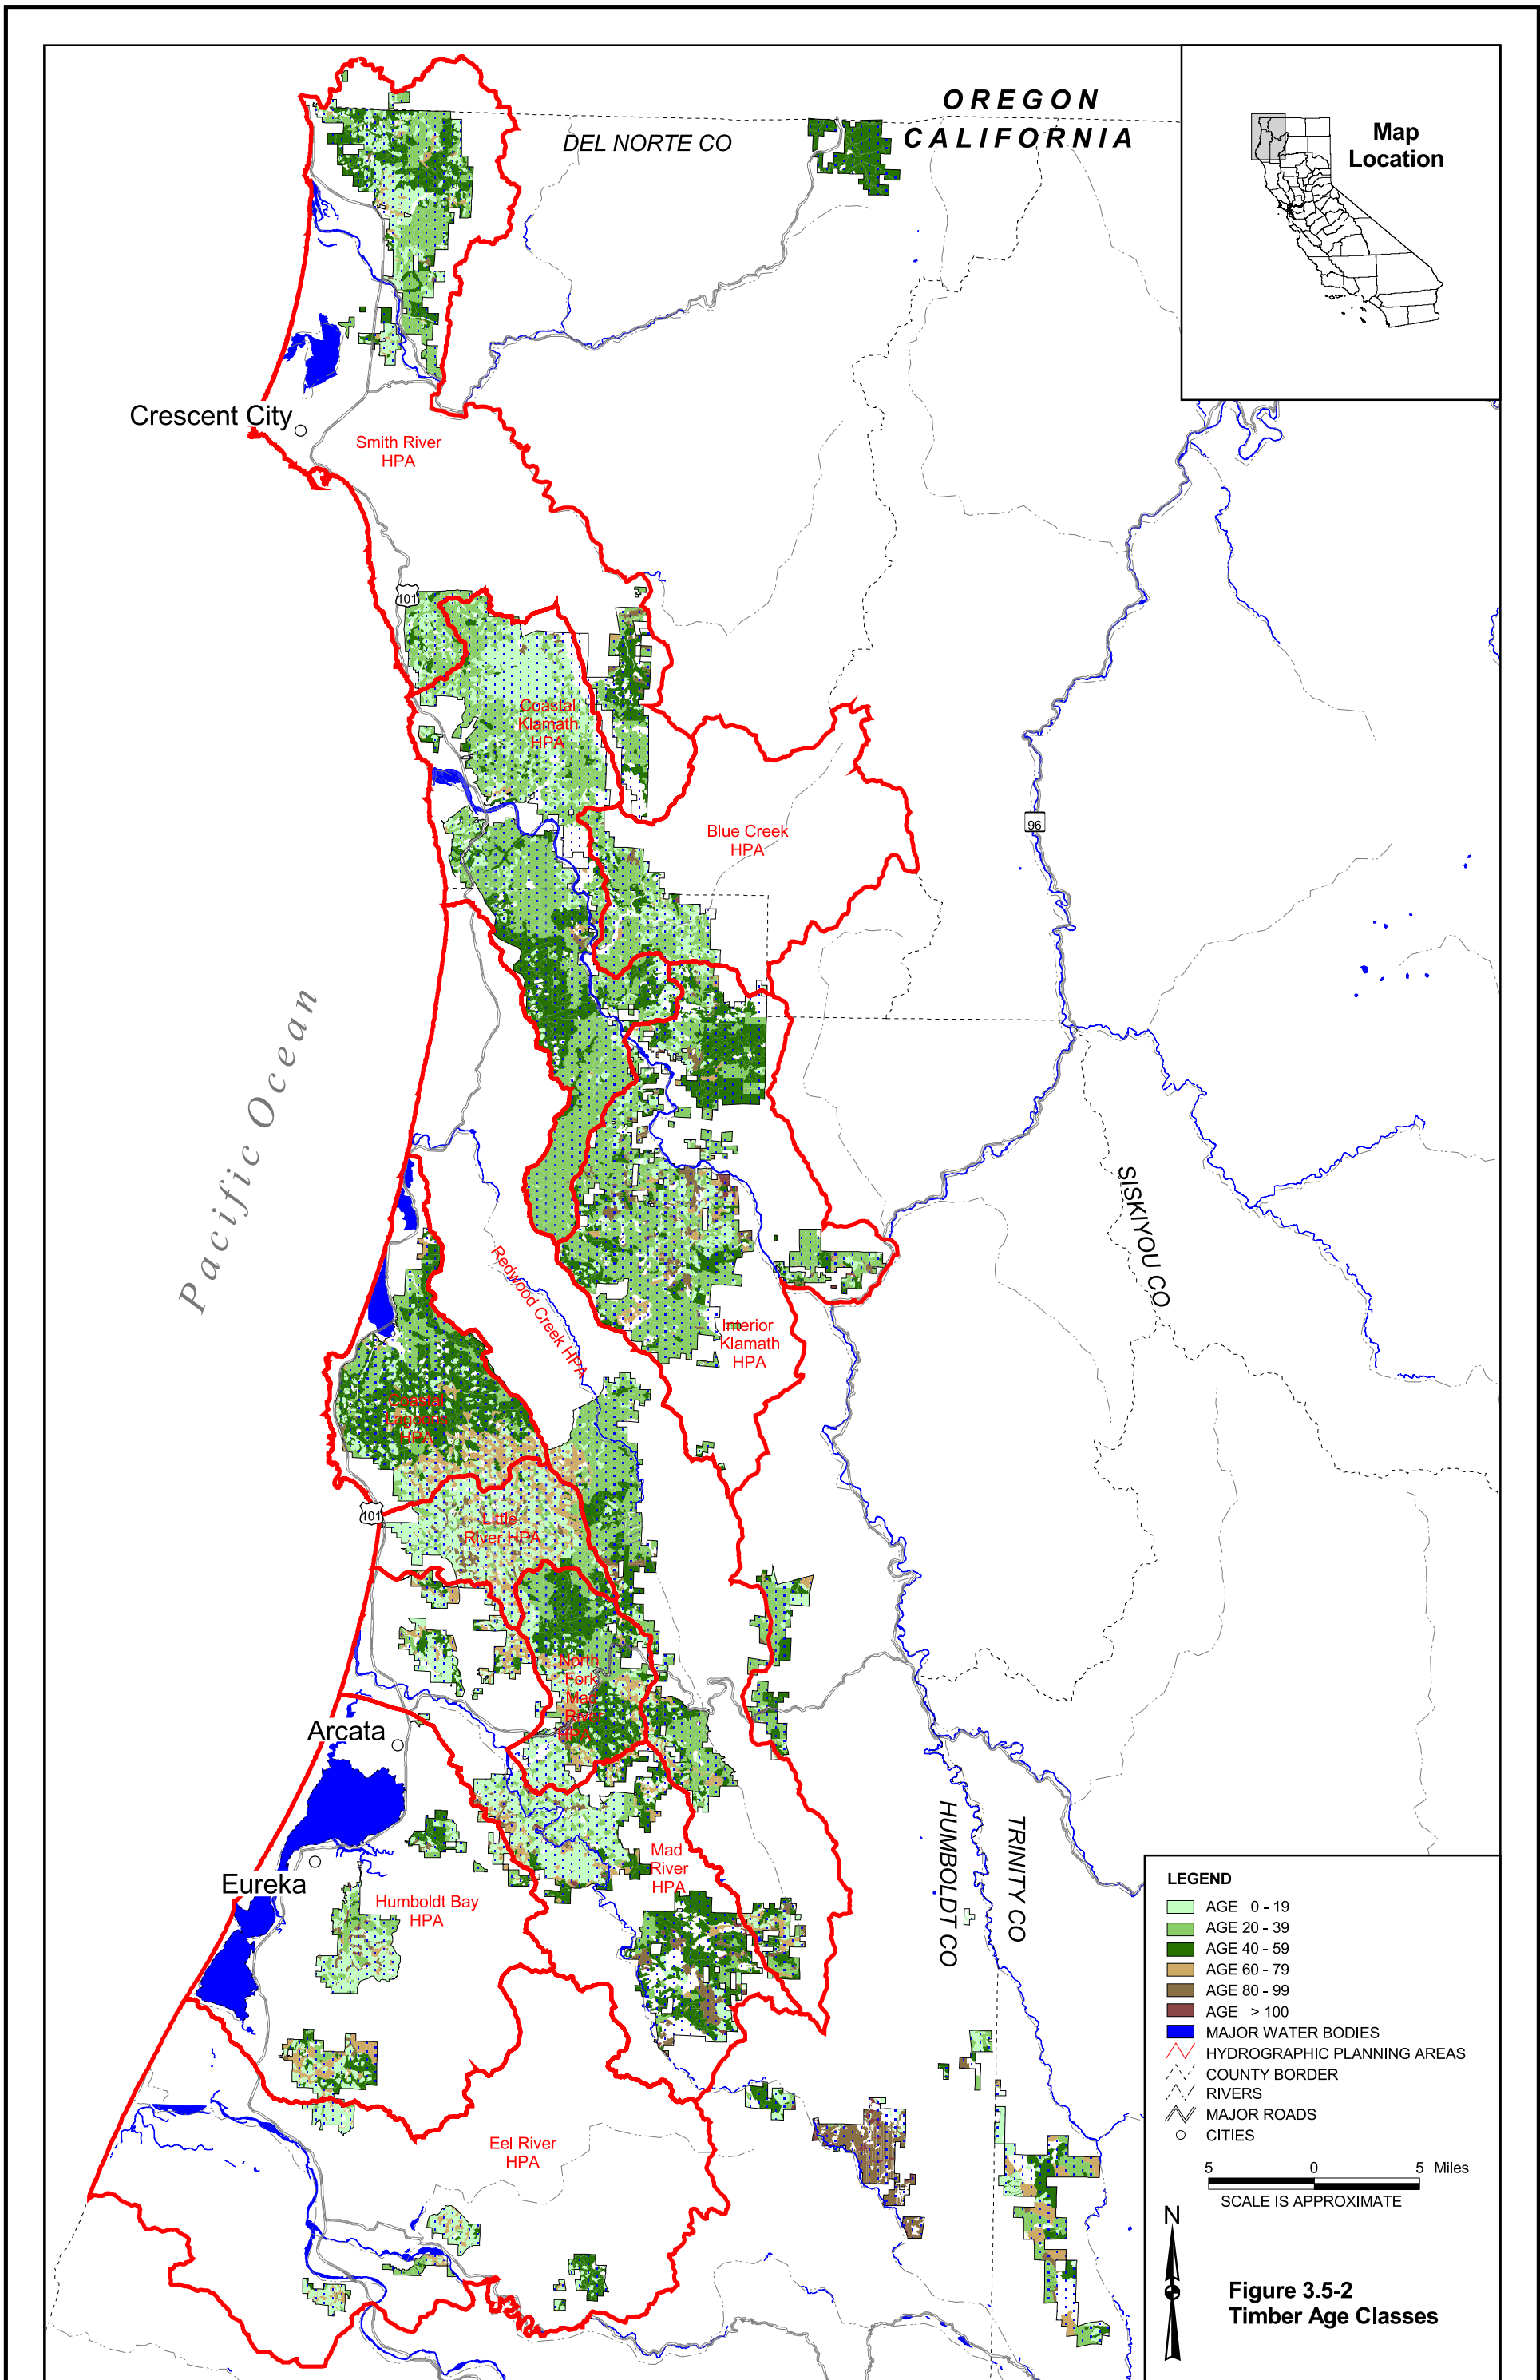 OREGON
CALIFORNIA
DEL NORTE CO
Map
Location
Crescent City
Smith River
HPA
101
Coastal
Klamath
HPA
Blue Creek
HPA
96
Pacific Ocean
SISKIYOU CO
Redwood Creek HPA
Interior
Klamath
HPA
Coastal
Lagoons
HPA
101
Little
River HPA
North
Fork
Mad
River
HPA
Arcata
Eureka
Humboldt Bay
HPA
Mad
River
HPA
HUMBOLDT CO
TRINITY CO
Eel River
HPA
LEGEND
AGE 0 - 19
AGE 20 - 39
AGE 40 - 59
AGE 60 - 79
AGE 80 - 99
AGE > 100
MAJOR WATER BODIES
HYDROGRAPHIC PLANNING AREAS
COUNTY BORDER
RIVERS
MAJOR ROADS
CITIES
5 0 5 Miles
SCALE IS APPROXIMATE
N
Figure 3.5-2
Timber Age Classes